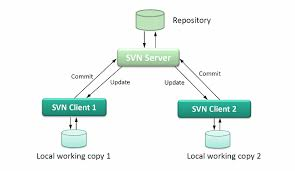 Repository
SVN Server
Commit
Update
Commit
Update
SVN Client 1
SVN Client 2
Local working copy 1
Local working copy 2